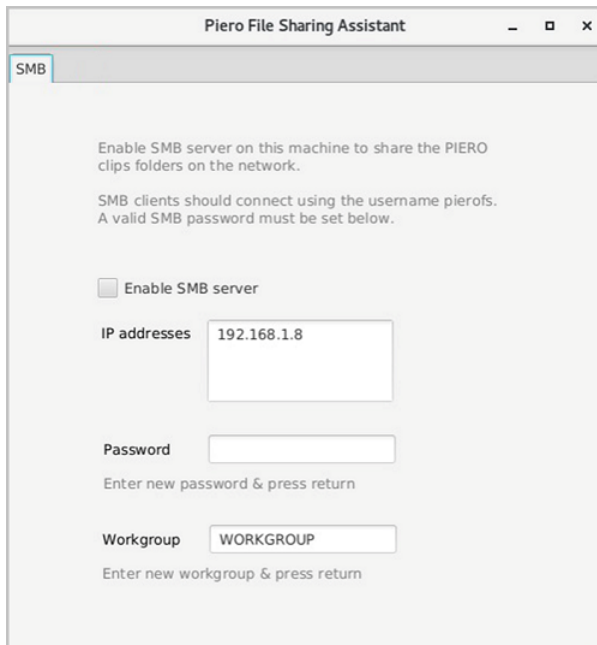 Piero File Sharing Assistant
SMB
Enable SMB server on this machine to share the PIERO
clips folders on the network.
SMB clients should connect using the username pierofs.
A valid SMB password must be set below.
Enable SMB server
IP addresses
192.168.1.8
Password
Enter new password & press return
Workgroup
WORKGROUP
Enter new workgroup & press return